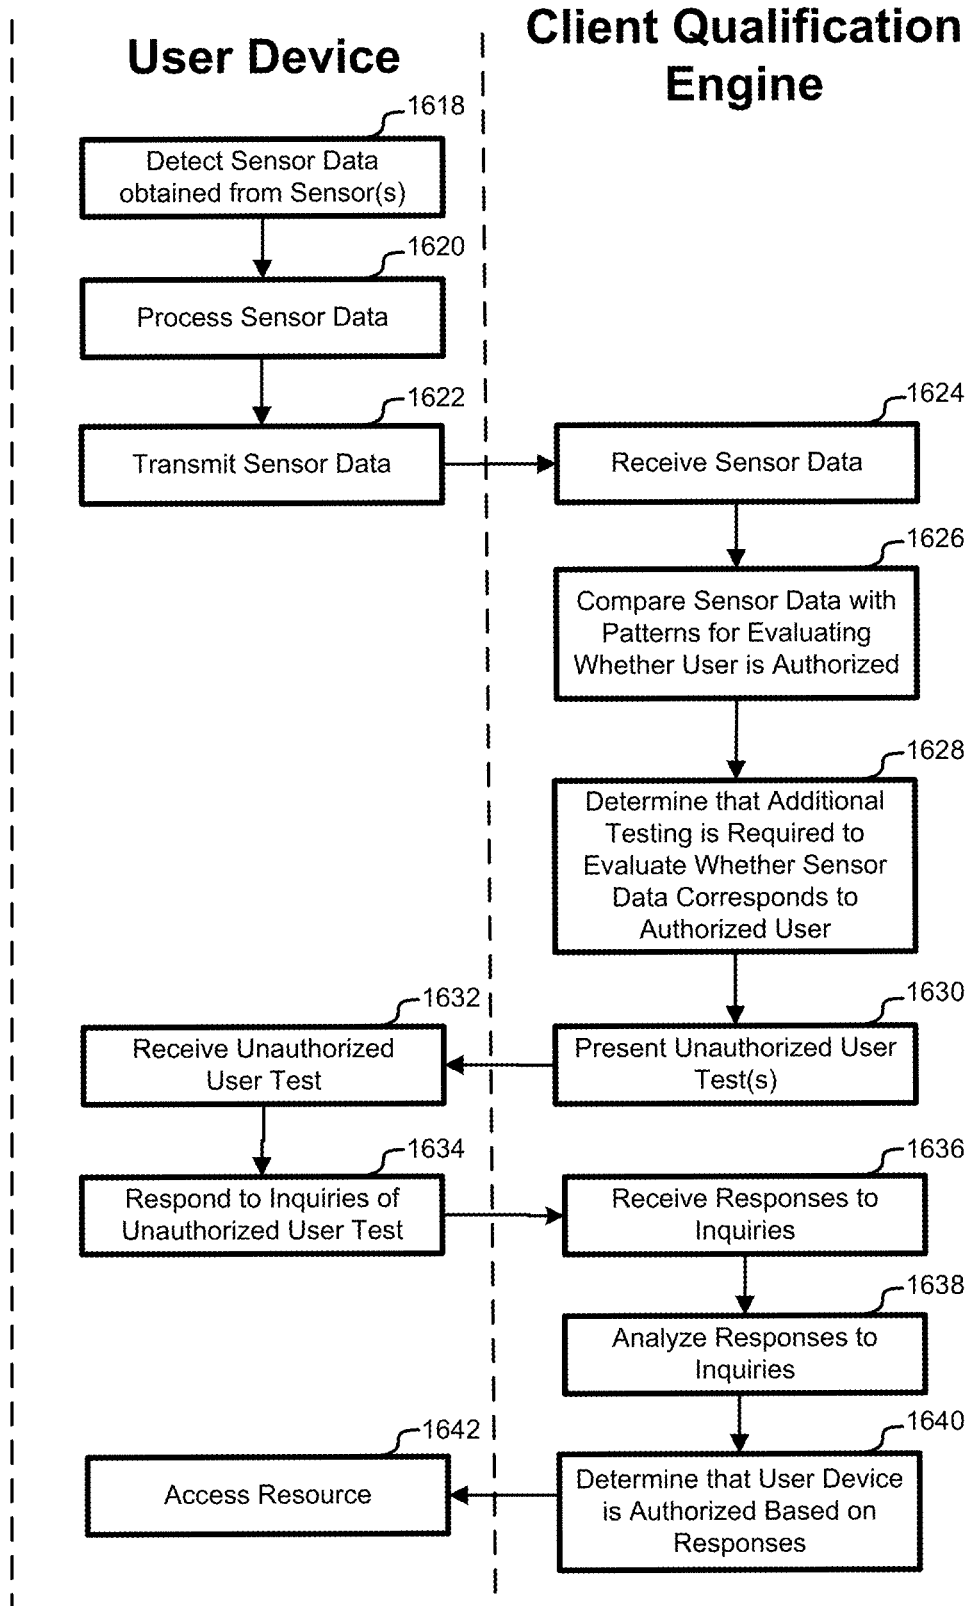 User Device
Client Qualification
Engine
1618
Detect Sensor Data
obtained from Sensor(s)
1620
Process Sensor Data
1622
Transmit Sensor Data
1624
Receive Sensor Data
1626
Compare Sensor Data with
Patterns for Evaluating
Whether User is Authorized
1628
Determine that Additional
Testing is Required to
Evaluate Whether Sensor
Data Corresponds to
Authorized User
1630
Present Unauthorized User
Test(s)
1632
Receive Unauthorized
User Test
1634
Respond to Inquiries of
Unauthorized User Test
1636
Receive Responses to
Inquiries
1638
Analyze Responses to
Inquiries
1640
Determine that User Device
is Authorized Based on
Responses
1642
Access Resource